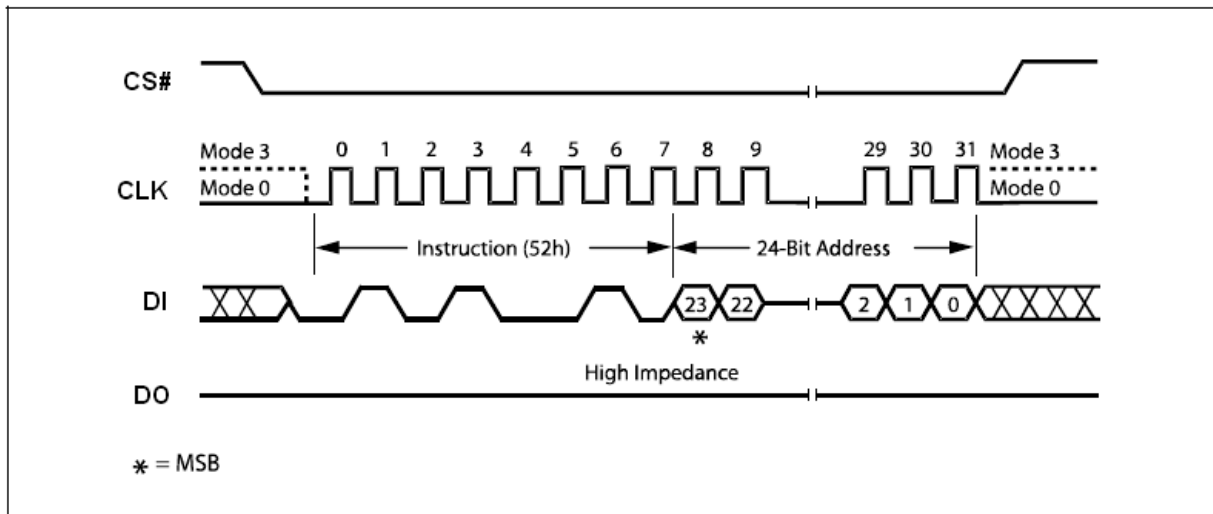 CS#
Mode 3 0 1 2 3 4 5 6 7 8 9 29 30 31 Mode 3
CLK Mode 0 Mode 0
Instruction (52h) 24-Bit Address
DI 23 22 2 1 0
*
High Impedance
DO
* = MSB